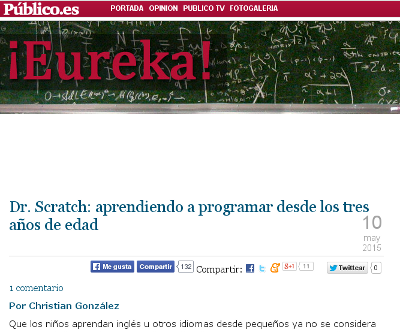 Público.es
PORTADA OPINION PUBLICO TV FOTOGALERIA
¡Eureka!
Dr. Scratch: aprendiendo a programar desde los tres
años de edad
10
may
2015
Me gusta Compartir 132 Compartir: +1 11 Twittear 0
1 comentario
Por Christian González
Que los niños aprendan inglés u otros idiomas desde pequeños ya no se considera